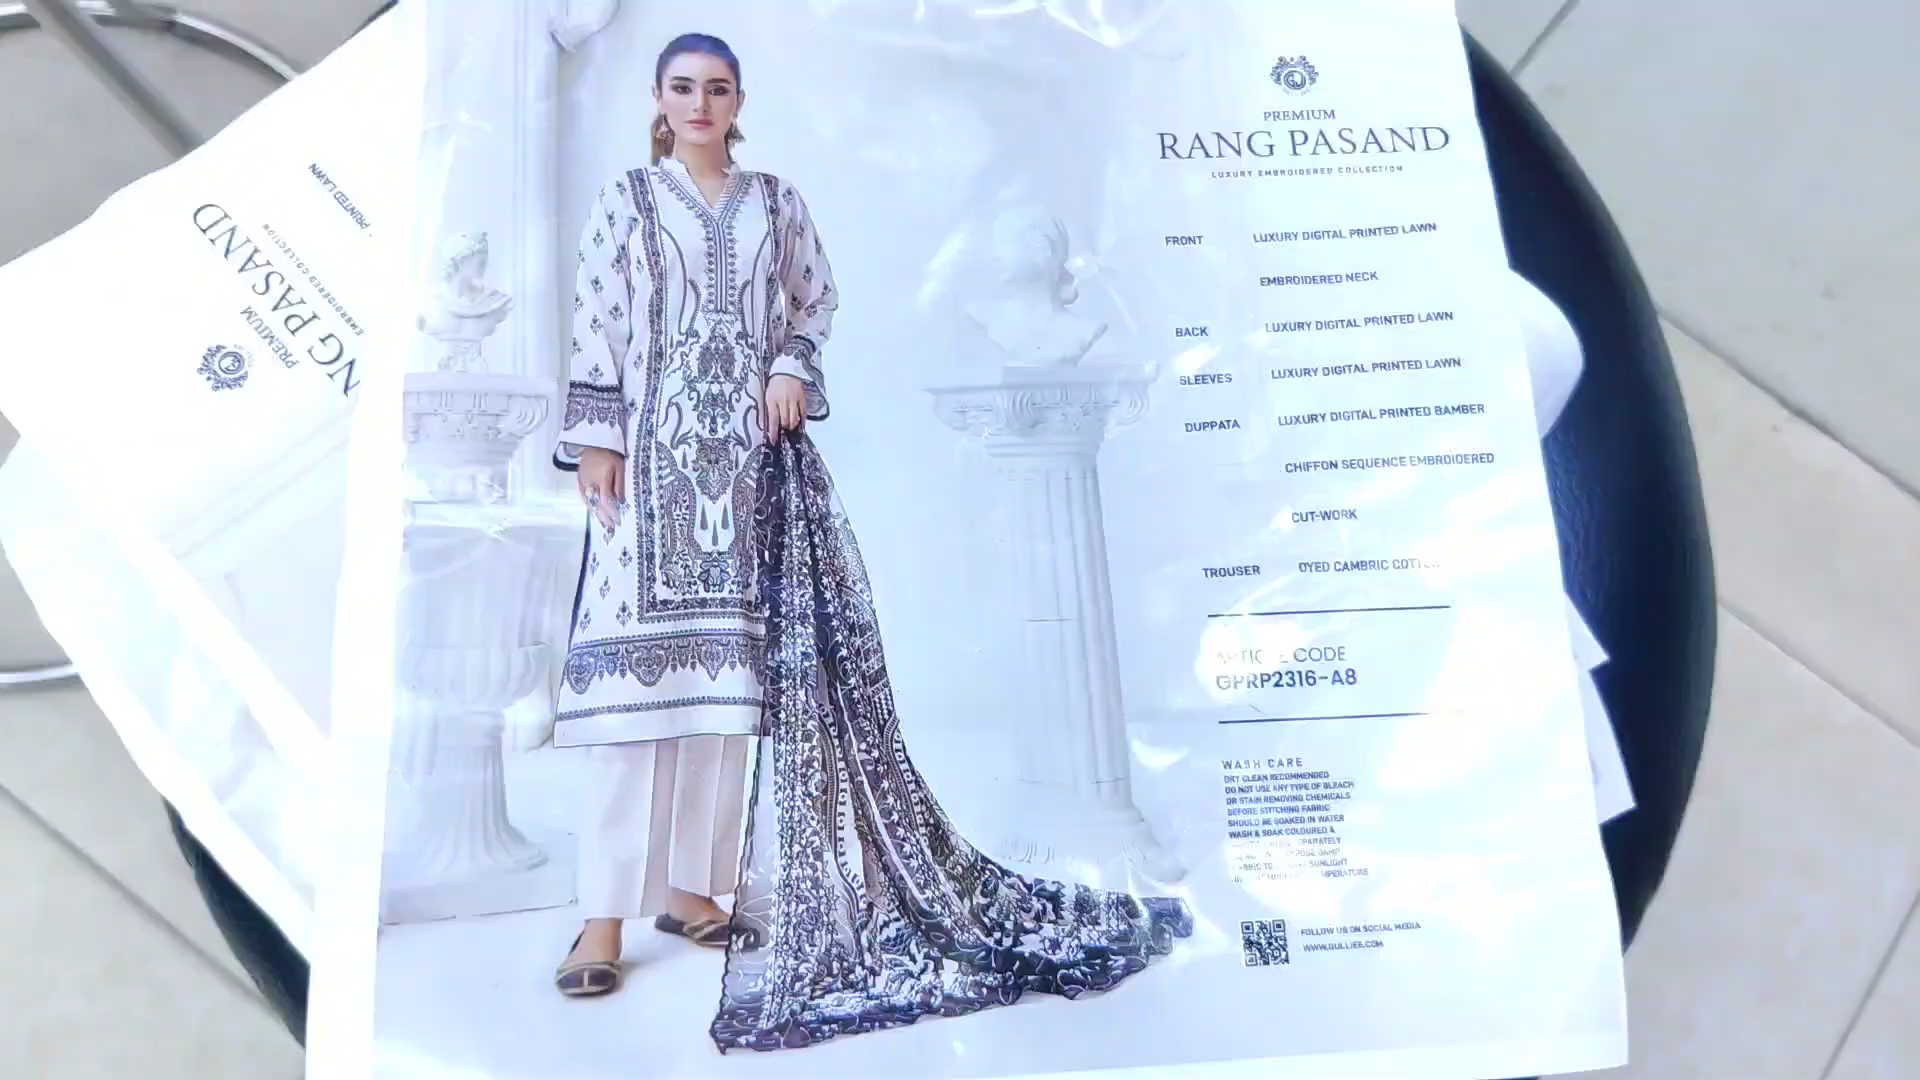 PREMIUM
RANG PASAND
LUXURY EMBROIDERED COLLECTION
FRONT LUXURY DIGITAL PRINTED LAWN
EMBROIDERED NECK
BACK LUXURY DIGITAL PRINTED LAWN
SLEEVES LUXURY DIGITAL PRINTED LAWN
DUPPATA LUXURY DIGITAL PRINTED BAMBER
CHIFFON SEQUENCE EMBROIDERED
CUT-WORK
TROUSER DYED CAMBRIC
CODE
GPRP2316-A8
WASH CARE
DRY CLEAN RECOMMENDED
DO NOT USE ANY TYPE OF BLEACH
OR STAIN REMOVING CHEMICALS
BEFORE STITCHING FABRIC
SHOULD BE SOAKED IN WATER
WASH & SOAK COLOURED &
DAMP
SUNLIGHT
FOLLOW US ON SOCIAL MEDIA
WWW.GULLJEE.COM
PRINTED LAWN
PREMIUM
NG PASAND
EMBROIDERED COLLECTION